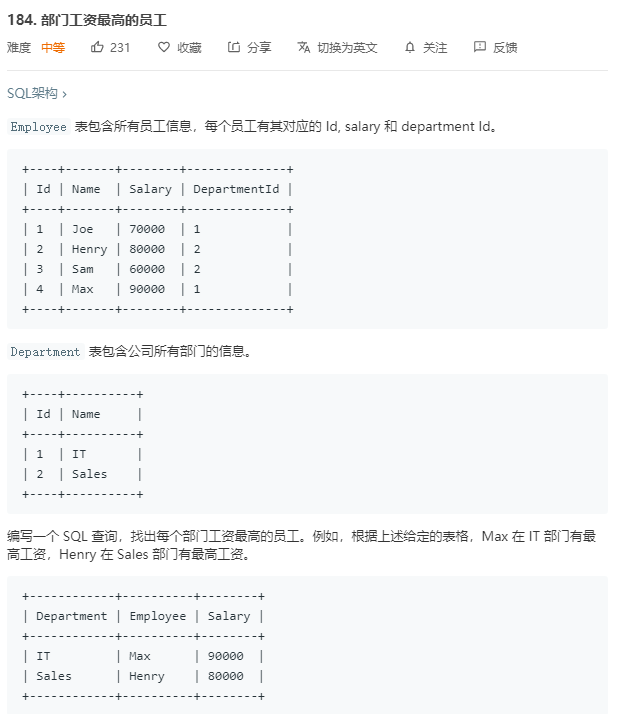 184. 部门工资最高的员工
难度 中等 231 收藏 分享 切换为英文 关注 反馈
SQL架构 ›
Employee 表包含所有员工信息，每个员工有其对应的 Id, salary 和 department Id。
+----+-------+--------+--------------+
| Id | Name  | Salary | DepartmentId |
+----+-------+--------+--------------+
| 1  | Joe   | 70000  | 1            |
| 2  | Henry | 80000  | 2            |
| 3  | Sam   | 60000  | 2            |
| 4  | Max   | 90000  | 1            |
+----+-------+--------+--------------+
Department 表包含公司所有部门的信息。
+----+----------+
| Id | Name     |
+----+----------+
| 1  | IT       |
| 2  | Sales    |
+----+----------+
编写一个 SQL 查询，找出每个部门工资最高的员工。例如，根据上述给定的表格，Max 在 IT 部门有最
高工资，Henry 在 Sales 部门有最高工资。
+------------+----------+--------+
| Department | Employee | Salary |
+------------+----------+--------+
| IT         | Max      | 90000  |
| Sales      | Henry    | 80000  |
+------------+----------+--------+